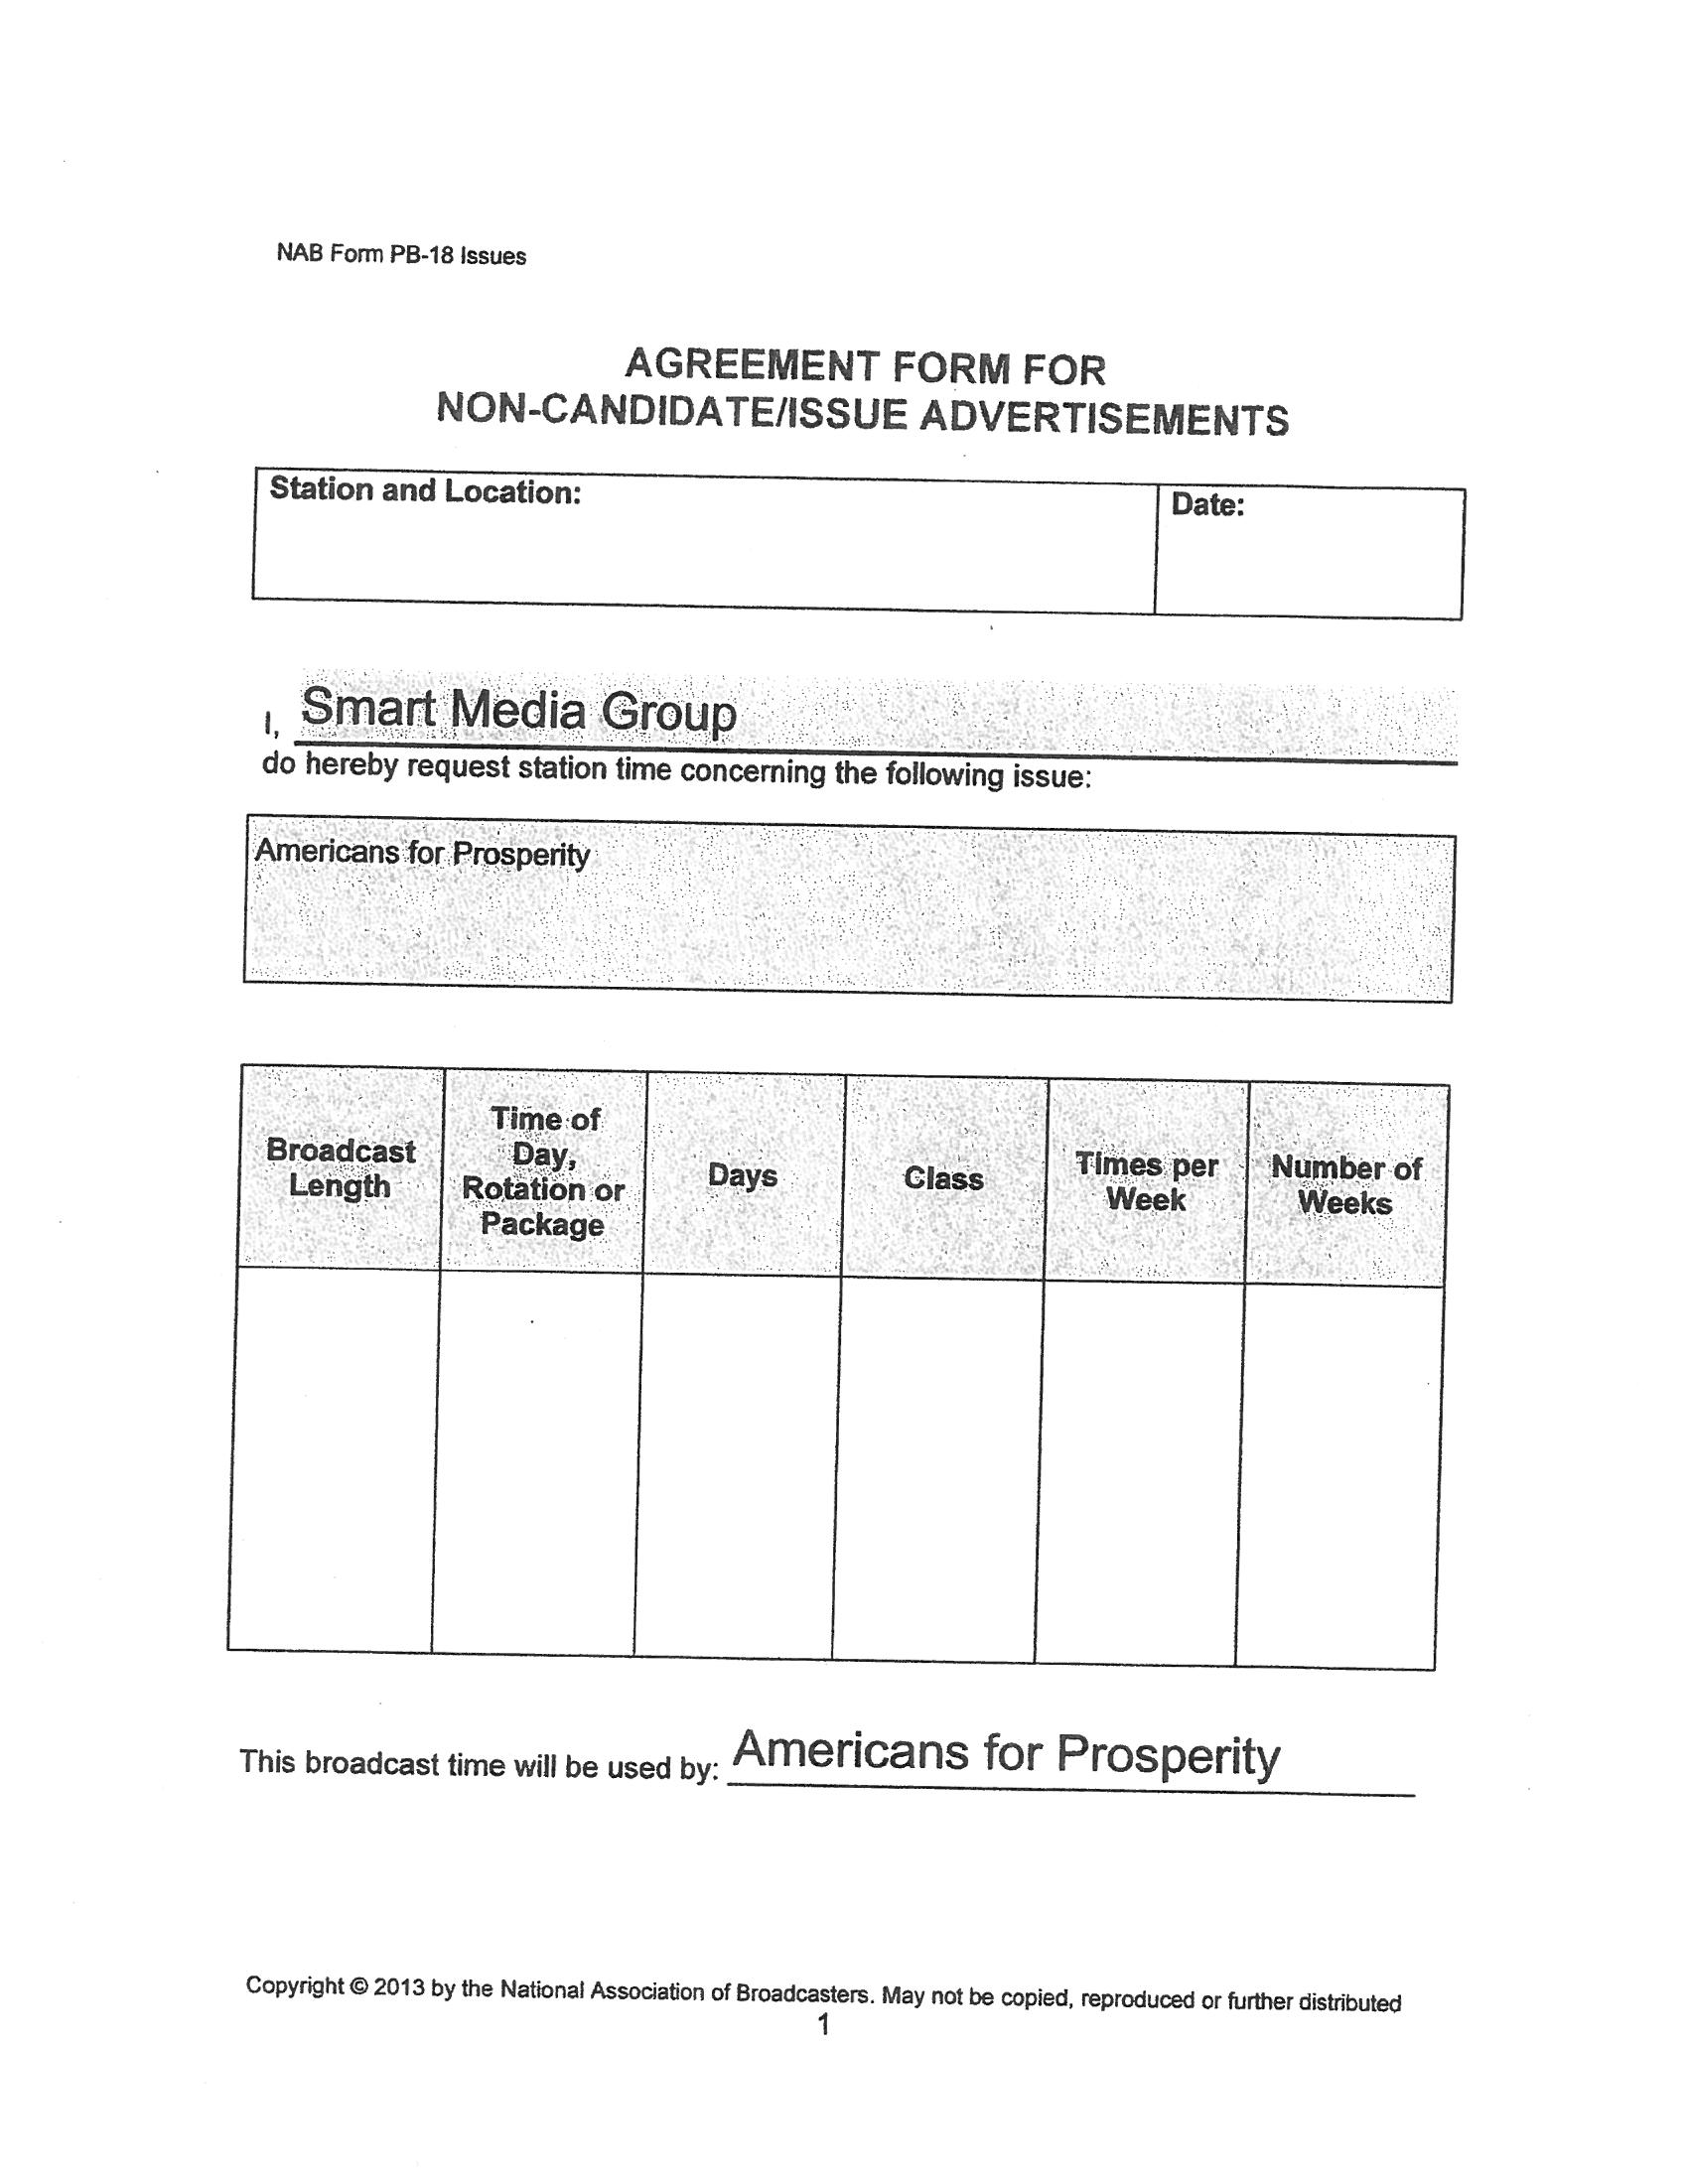 NAB Form PB-18 Issues
AGREEMENT FORM FOR
NON-CANDIDATE/ISSUE ADVERTISEMENTS
Station and Location:
Date:
I, Smart Media Group
do hereby request station time concerning the following issue:
Americans for Prosperity
Broadcast
Length
Time of
Day,
Rotation or
Package
Days
Class
Times per
Week
Number of
Weeks
This broadcast time will be used by: Americans for Prosperity
Copyright © 2013 by the National Association of Broadcasters. May not be copied, reproduced or further distributed
1